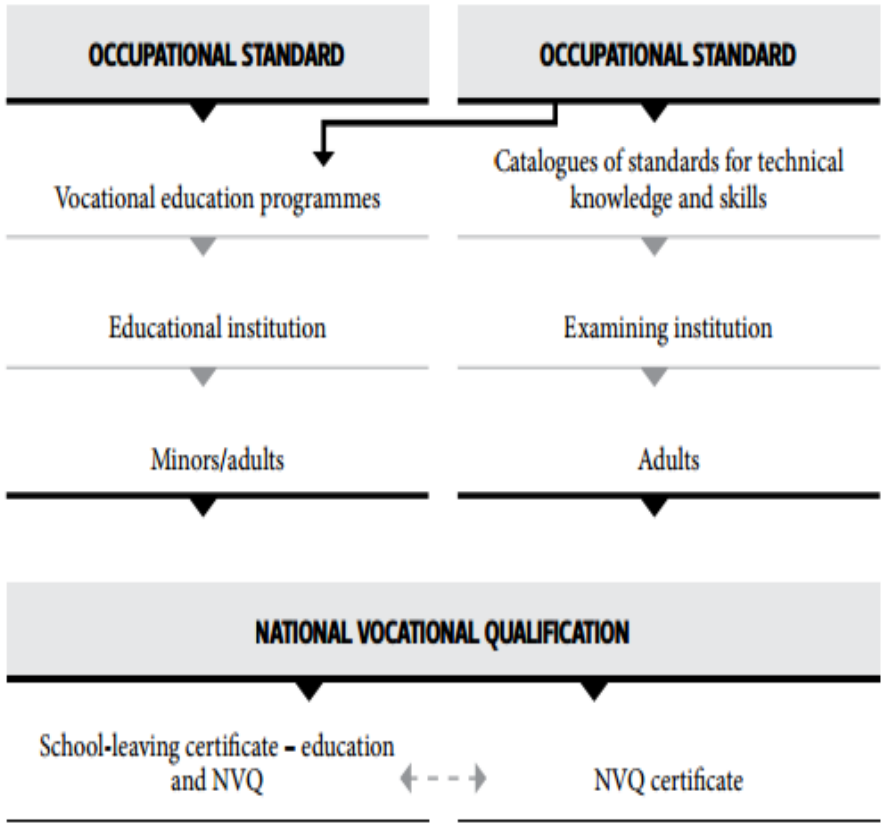 OCCUPATIONAL STANDARD
OCCUPATIONAL STANDARD
Vocational education programmes
Catalogues of standards for technical
knowledge and skills
Educational institution
Examining institution
Minors/adults
Adults
NATIONAL VOCATIONAL QUALIFICATION
School-leaving certificate – education
and NVQ
NVQ certificate